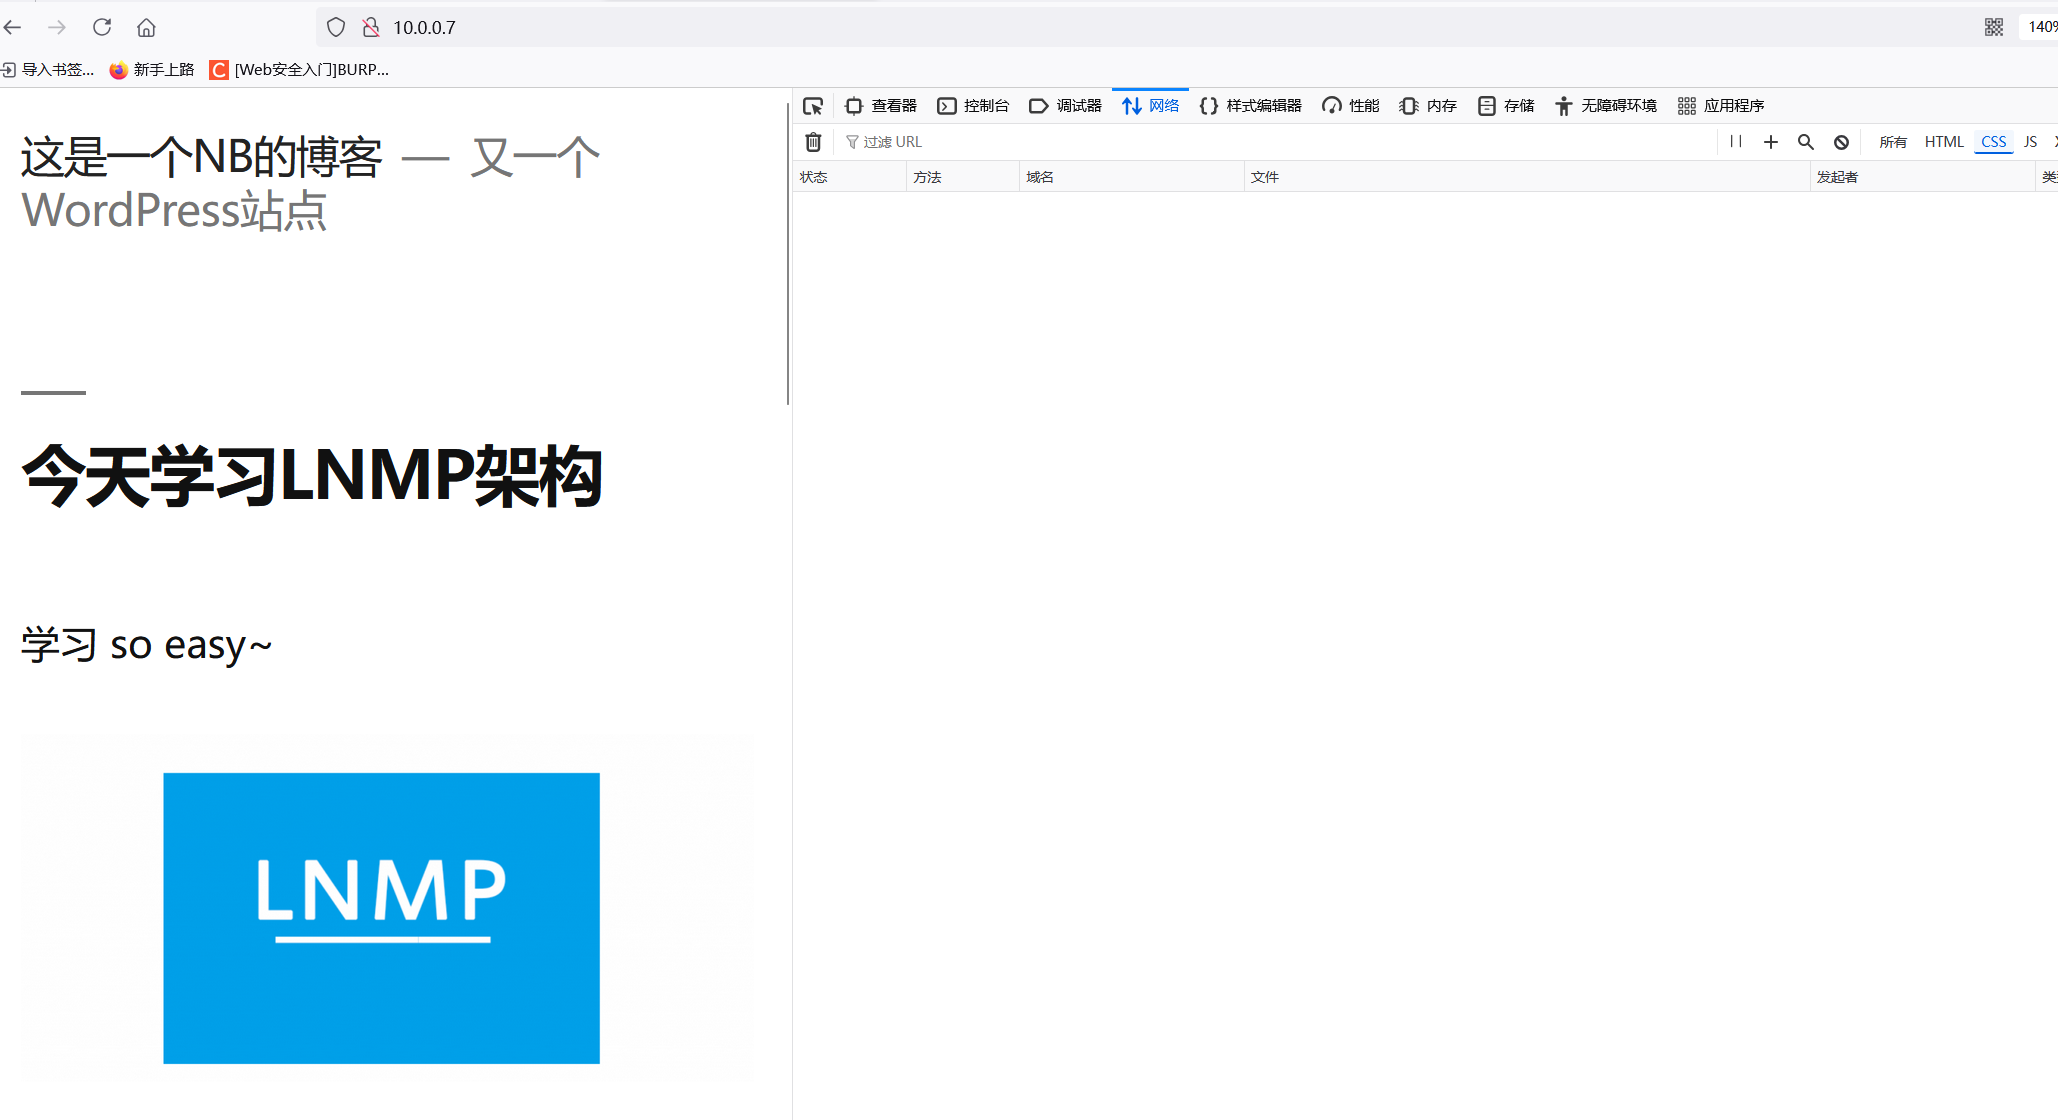 10.0.0.7
140%
导入书签...
新手上路
[Web安全入门]BURP...
这是一个NB的博客 — 又一个
WordPress站点
今天学习LNMP架构
学习 so easy~
LNMP
查看器
控制台
调试器
网络
样式编辑器
性能
内存
存储
无障碍环境
应用程序
过滤 URL
所有
HTML
CSS
JS
状态
方法
域名
文件
发起者